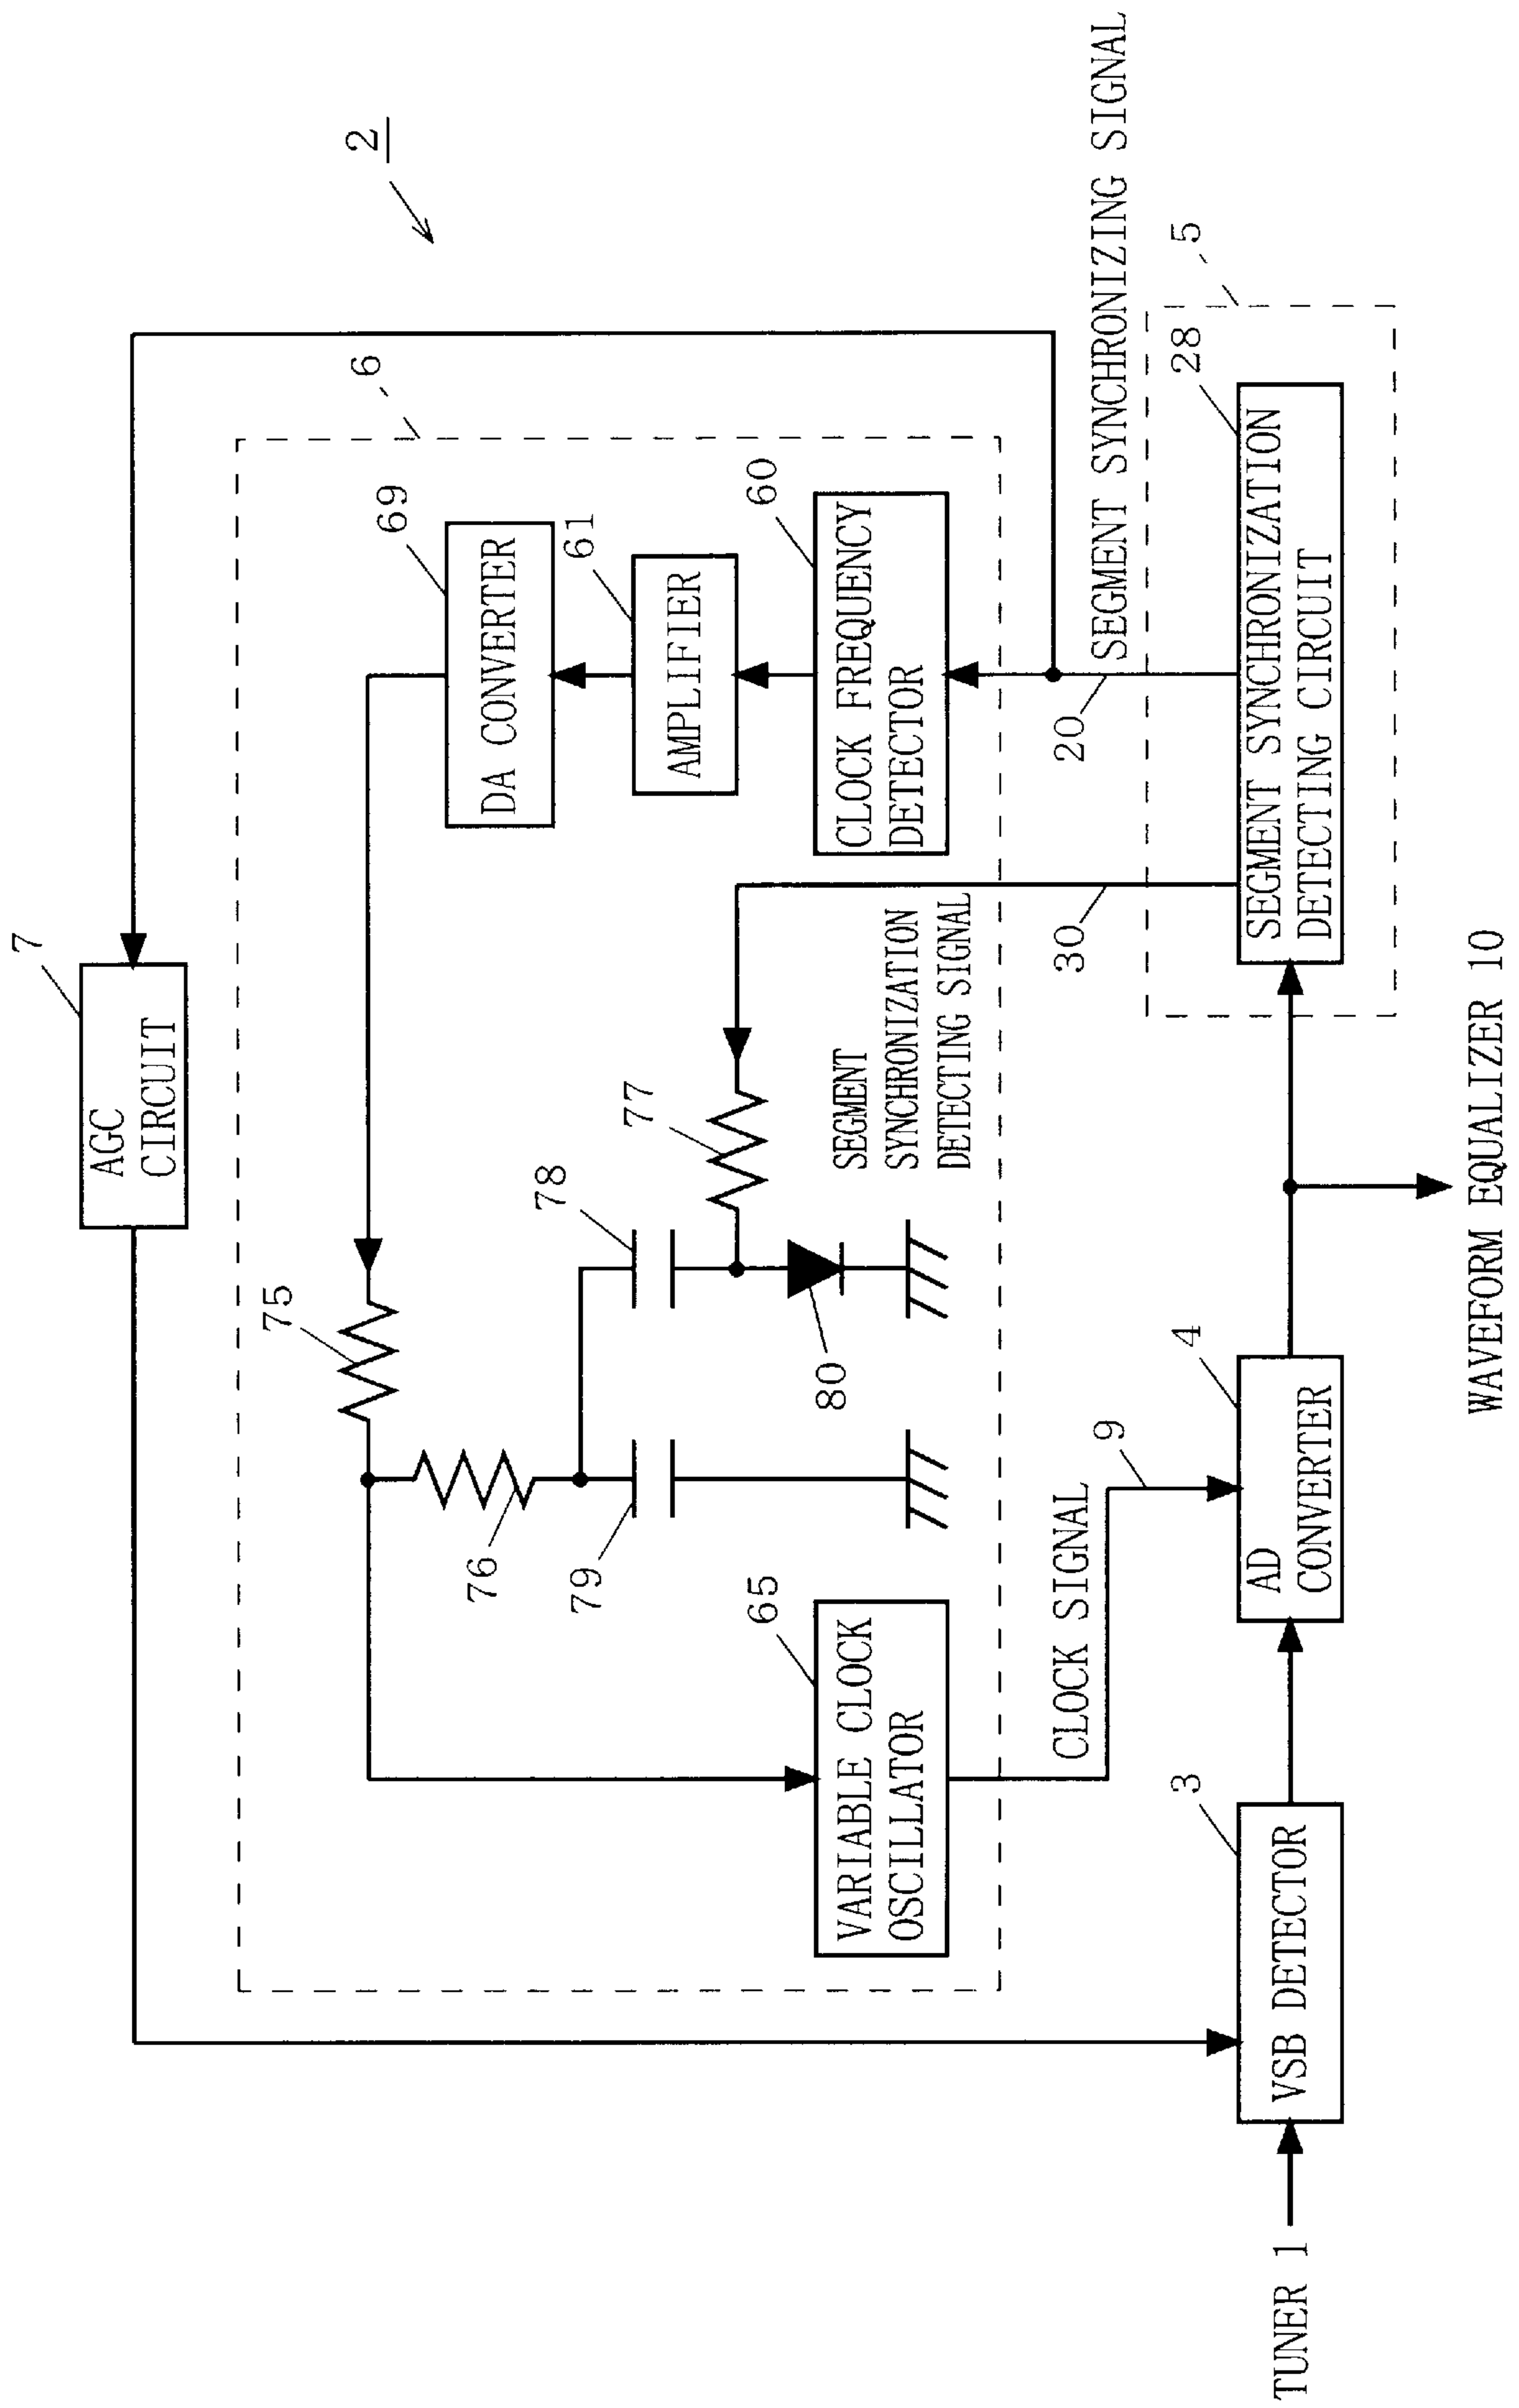 2
7
AGC
CIRCUIT
6
69
DA CONVERTER
61
AMPLIFIER
60
CLOCK FREQUENCY
DETECTOR
75
76
78
79
77
80
SEGMENT
SYNCHRONIZATION
DETECTING SIGNAL
65
VARIABLE CLOCK
OSCILLATOR
CLOCK SIGNAL
9
30
20
SEGMENT SYNCHRONIZING SIGNAL
5
TUNER 1
3
VSB DETECTOR
4
AD
CONVERTER
28
SEGMENT SYNCHRONIZATION
DETECTING CIRCUIT
WAVEFORM EQUALIZER 10